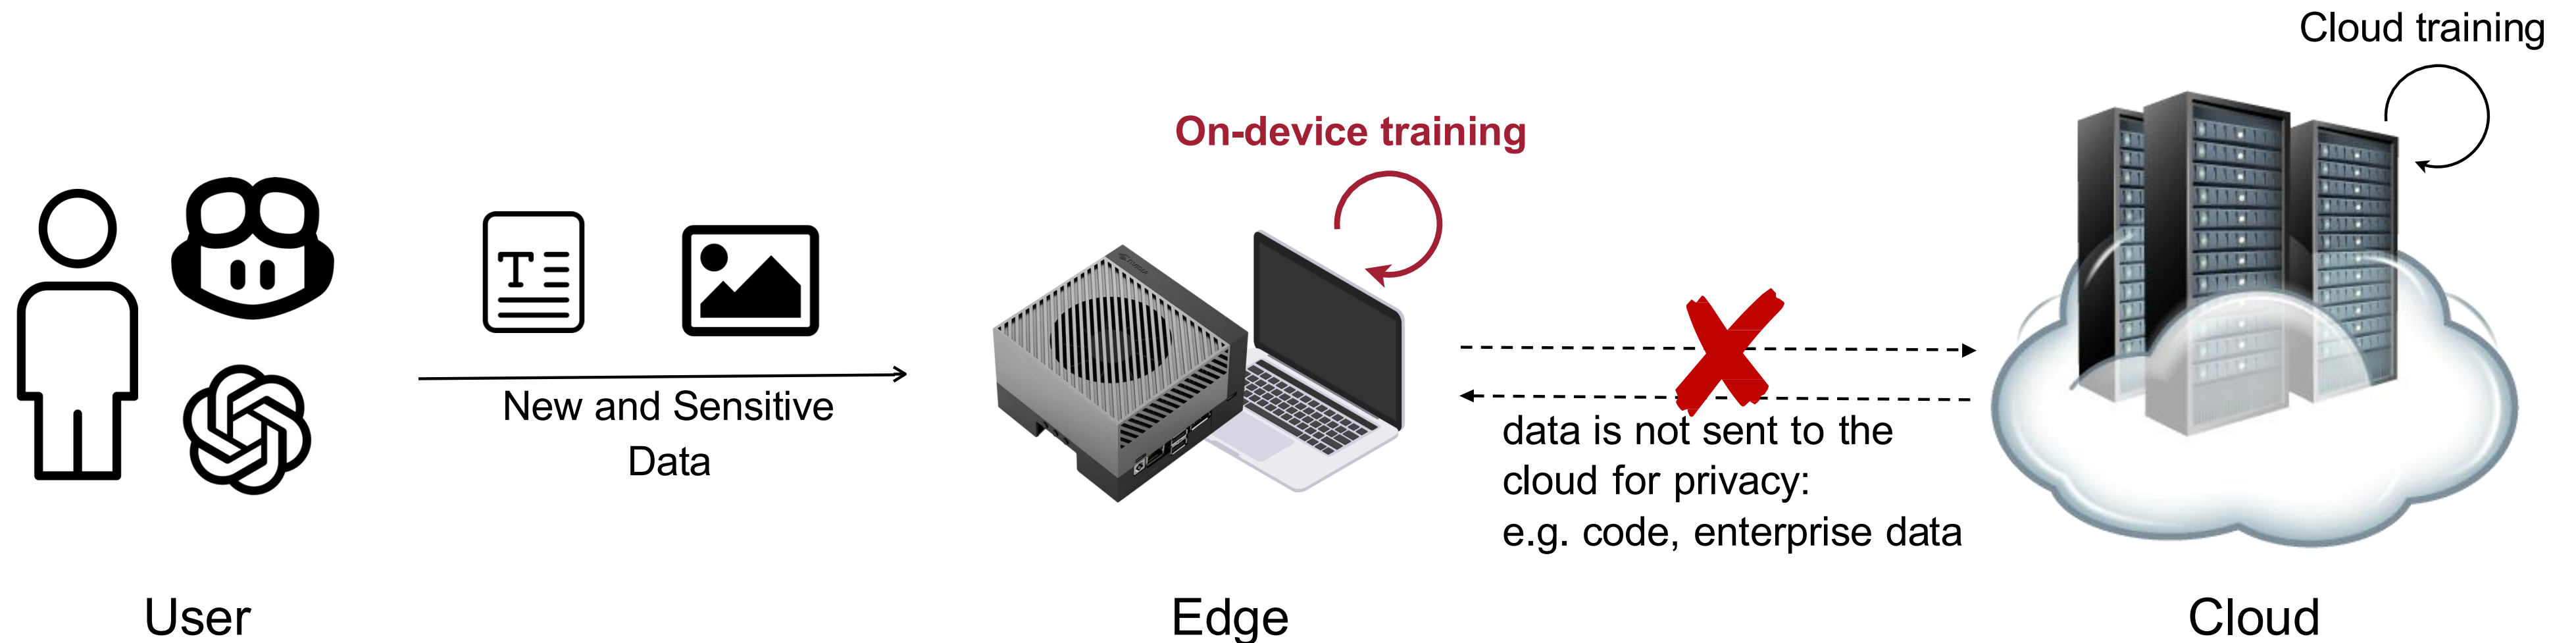 Cloud training
On-device training
T
New and Sensitive
Data
data is not sent to the
cloud for privacy:
e.g. code, enterprise data
User
Edge
Cloud